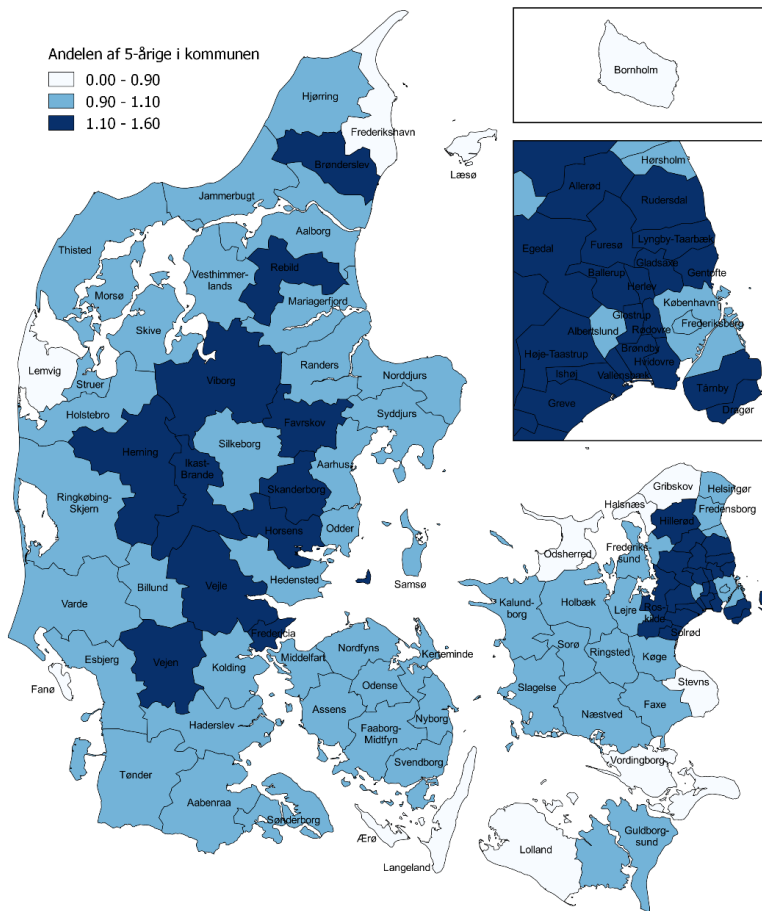 Andelen af 5-årige i kommunen
0.00 - 0.90
0.90 - 1.10
1.10 - 1.60
Hjørring
Frederikshavn
Brønderslev
Læsø
Jammerbugt
Aalborg
Thisted
Vesthimmer-
lands
Rebild
Morsø
Mariagerfjord
Skive
Lemvig
Struer
Viborg
Randers
Norddjurs
Holstebro
Syddjurs
Favrskov
Herning
Silkeborg
Ikast-
Brande
Aarhus
Skanderborg
Ringkøbing-
Skjern
Horsens
Odder
Hedensted
Samsø
Billund
Vejle
Varde
Fredericia
Vejen
Esbjerg
Kolding
Fanø
Middelfart
Nordfyns
Kerteminde
Odense
Assens
Nyborg
Faaborg-
Midtfyn
Haderslev
Svendborg
Tønder
Aabenraa
Sønderborg
Ærø
Langeland
Bornholm
Hørsholm
Allerød
Rudersdal
Egedal
Furesø
Lyngby-Taarbæk
Gladsaxe
Ballerup
Gentofte
Herlev
København
Glostrup
Frederiksberg
Albertslund
Rødovre
Høje-Taastrup
Brøndby
Hvidovre
Ishøj
Vallensbæk
Tårnby
Greve
Dragør
Gribskov
Helsingør
Halsnæs
Fredensborg
Hillerød
Odsherred
Frederiks-
sund
Kalund-
borg
Holbæk
Lejre
Ros-
kilde
Solrød
Sorø
Ringsted
Køge
Stevns
Slagelse
Næstved
Faxe
Vordingborg
Guldborg-
sund
Lolland